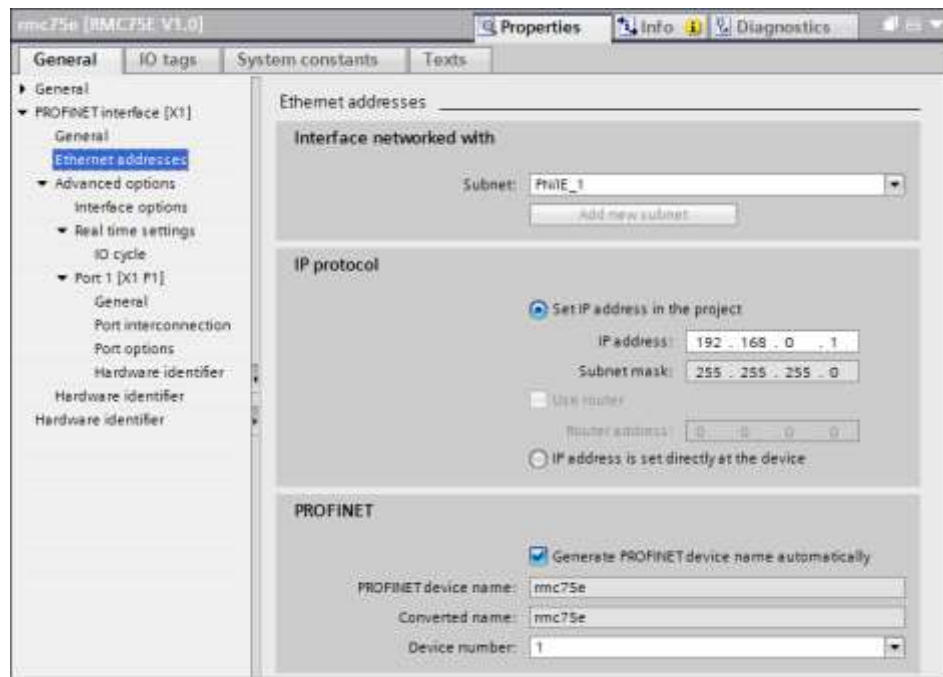 rmc75e [RMC75E V1.0]
Properties
Info
Diagnostics
General
IO tags
System constants
Texts
General
PROFINET interface [X1]
General
Ethernet addresses
Advanced options
Interface options
Real time settings
IO cycle
Port 1 [X1 P1]
General
Port interconnection
Port options
Hardware identifier
Hardware identifier
Hardware identifier
Ethernet addresses
Interface networked with
Subnet: PN/IE_1
Add new subnet
IP protocol
Set IP address in the project
IP address: 192 . 168 . 0 . 1
Subnet mask: 255 . 255 . 255 . 0
Use router
Router address: 0 . 0 . 0 . 0
IP address is set directly at the device
PROFINET
Generate PROFINET device name automatically
PROFINET device name: rmc75e
Converted name: rmc75e
Device number: 1